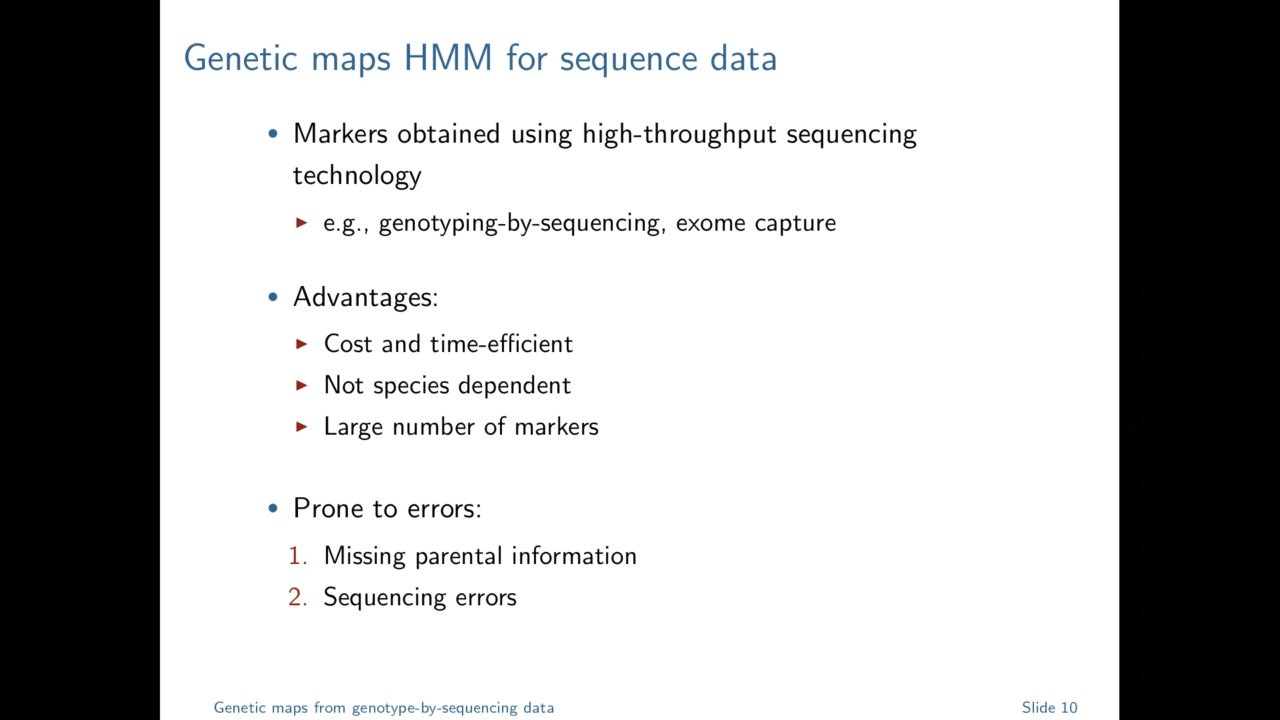 Genetic maps HMM for sequence data
• Markers obtained using high-throughput sequencing
technology
▶ e.g., genotyping-by-sequencing, exome capture
• Advantages:
▶ Cost and time-efficient
▶ Not species dependent
▶ Large number of markers
• Prone to errors:
1. Missing parental information
2. Sequencing errors
Genetic maps from genotype-by-sequencing data
Slide 10